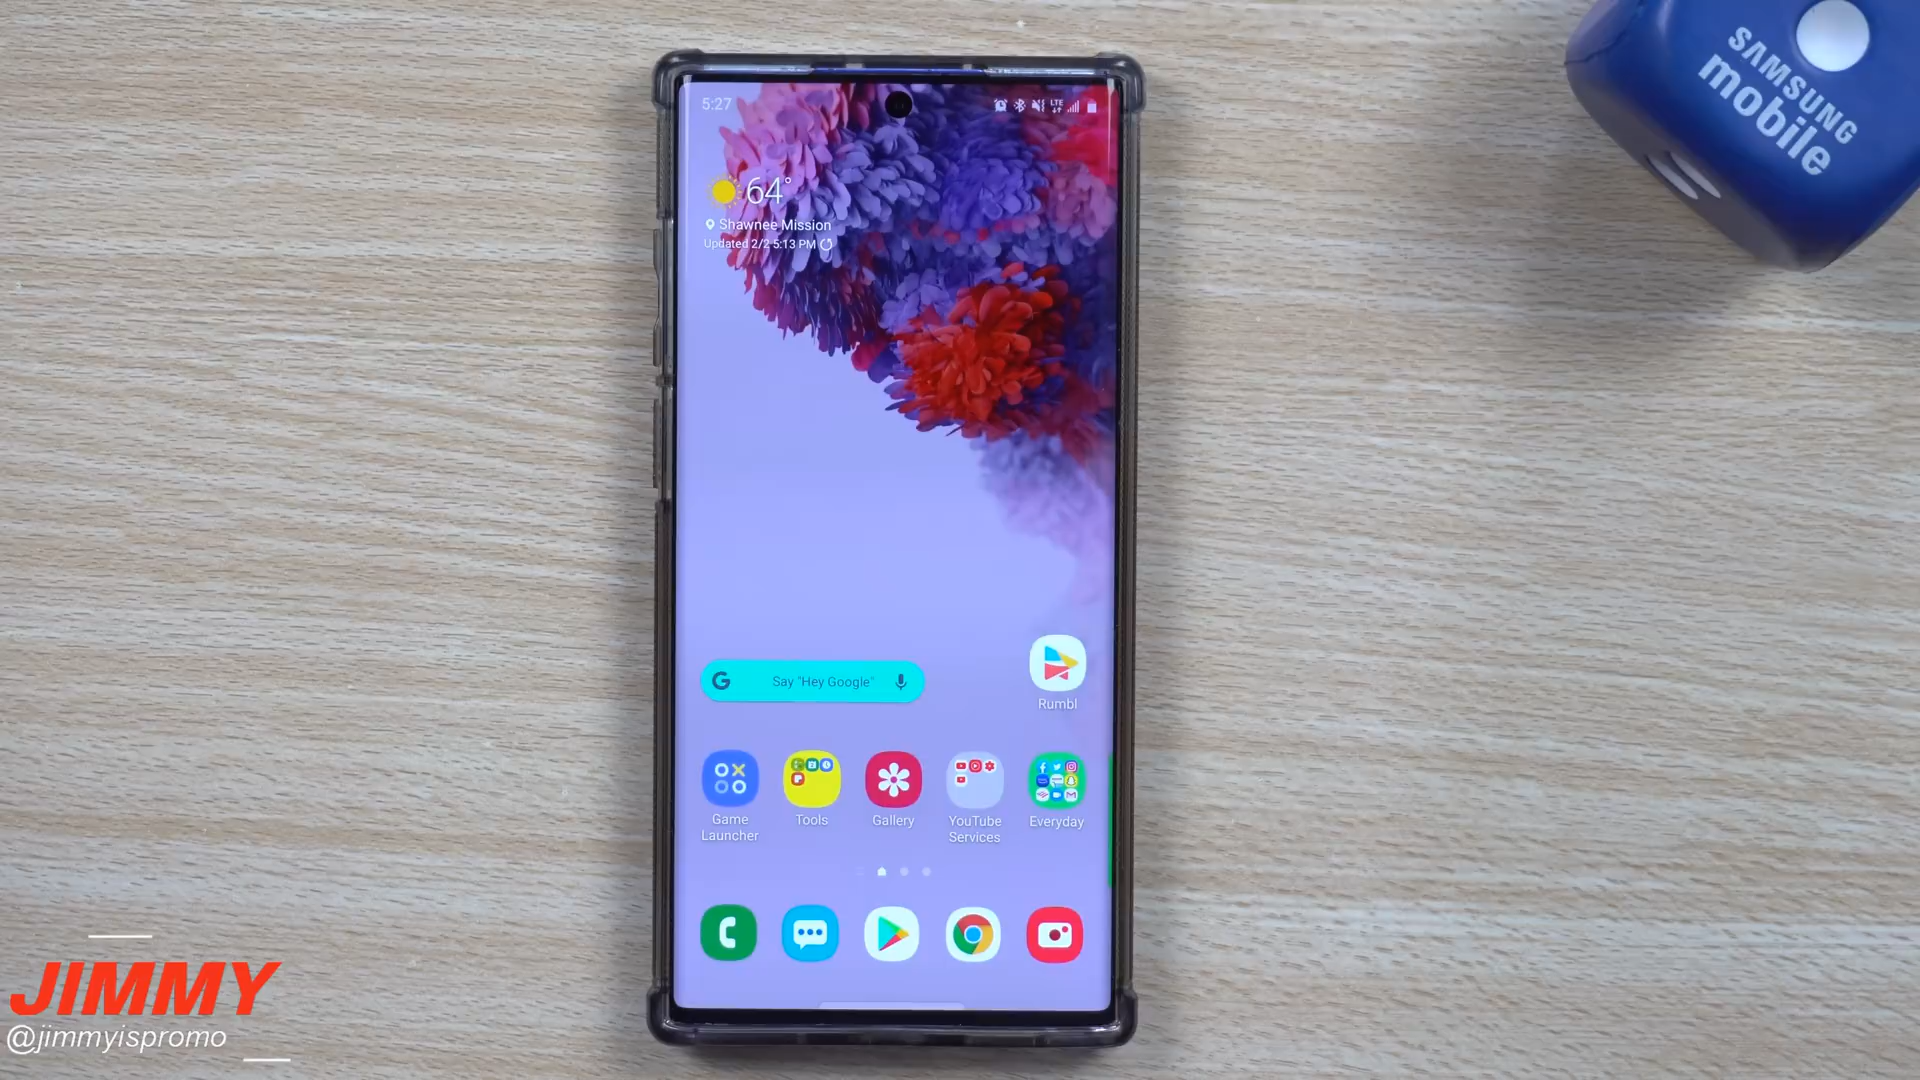 SAMSUNG
mobile
5:27
LTE
64°
Shawnee Mission
Updated 2/2 5:13 PM
G
Say "Hey Google"
Rumbl
Game
Launcher
Tools
Gallery
YouTube
Services
Everyday
JIMMY
@jimmyispromo